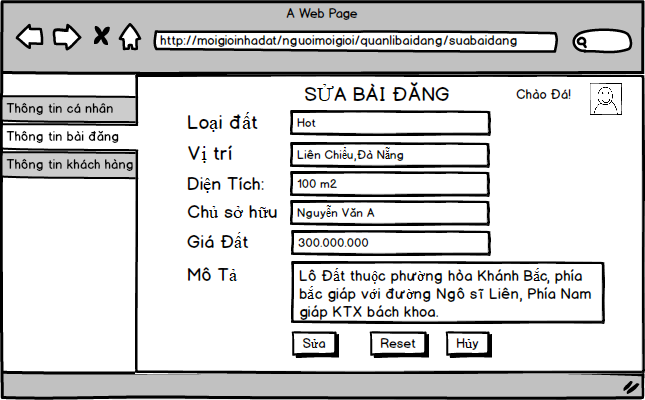 A Web Page
http://moigioinhadat/nguoimoigioi/quanlibaidang/suabaidang
SỬA BÀI ĐĂNG
Chào Đá!
Thông tin cá nhân
Thông tin bài đăng
Thông tin khách hàng
Loại đất
Hot
Vị trí
Liên Chiểu,Đà Nẵng
Diện Tích:
100 m2
Chủ sở hữu
Nguyễn Văn A
Giá Đất
300.000.000
Mô Tả
Lô Đất thuộc phường hòa Khánh Bắc, phía
bắc giáp với đường Ngô sĩ Liên, Phía Nam
giáp KTX bách khoa.
Sửa
Reset
Hủy